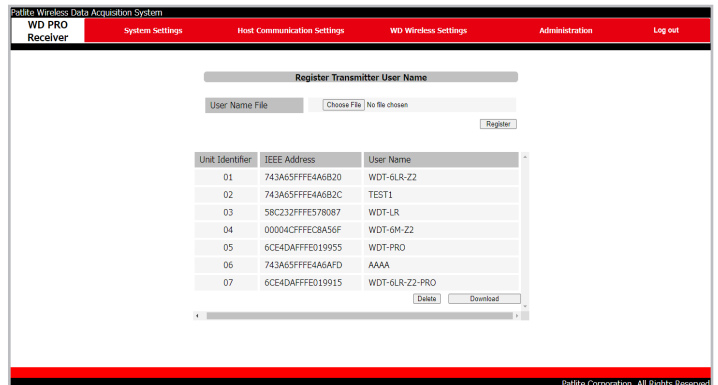 Patlite Wireless Data Acquisition System
WD PRO Receiver
System Settings
Host Communication Settings
WD Wireless Settings
Administration
Log out
Register Transmitter User Name
User Name File
Choose File No file chosen
Register
Unit Identifier IEEE Address User Name
01 743A65FFFE4A6B20 WDT-6LR-Z2
02 743A65FFFE4A6B2C TEST1
03 58C232FFFE578087 WDT-LR
04 00004CFFFEC8A56F WDT-6M-Z2
05 6CE4DAFFFE019955 WDT-PRO
06 743A65FFFE4A6AFD AAAA
07 6CE4DAFFFE019915 WDT-6LR-Z2-PRO
Delete Download
Patlite Corporation. All Rights Reserved